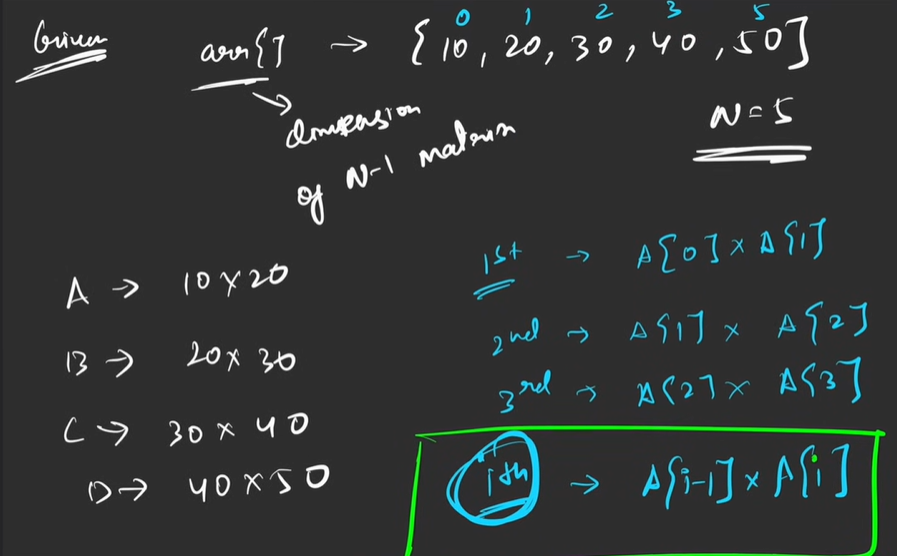 0 1 2 3 5
Given arr[] → {10, 20, 30, 40, 50]
N = 5
dimension
of N-1 matrix
1st → A[0] x A[1]
A → 10 x 20
2nd → A[1] x A[2]
B → 20 x 30
3rd → A[2] x A[3]
C → 30 x 40
ith → A[i-1] x A[i]
D → 40 x 50